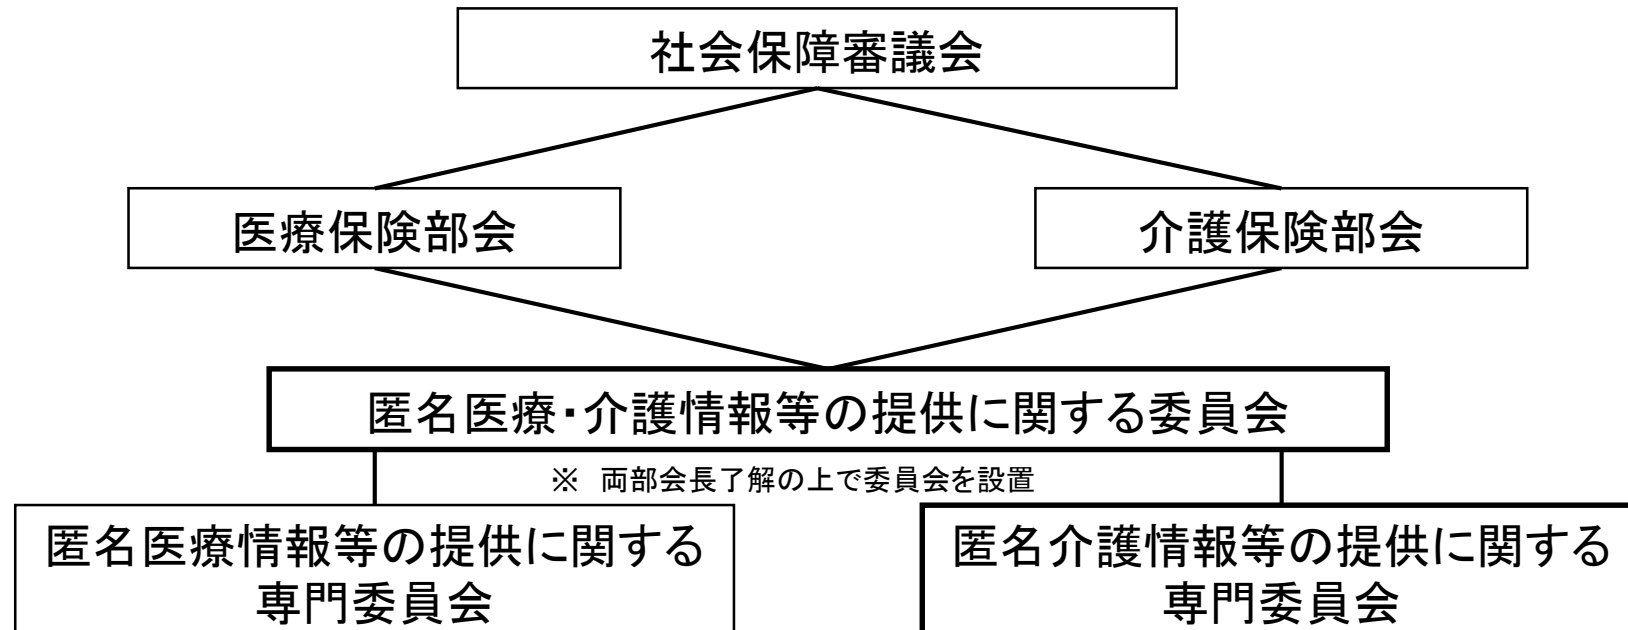 社会保障審議会
医療保険部会
介護保険部会
匿名医療・介護情報等の提供に関する委員会
※　両部会長了解の上で委員会を設置
匿名医療情報等の提供に関する
専門委員会
匿名介護情報等の提供に関する
専門委員会